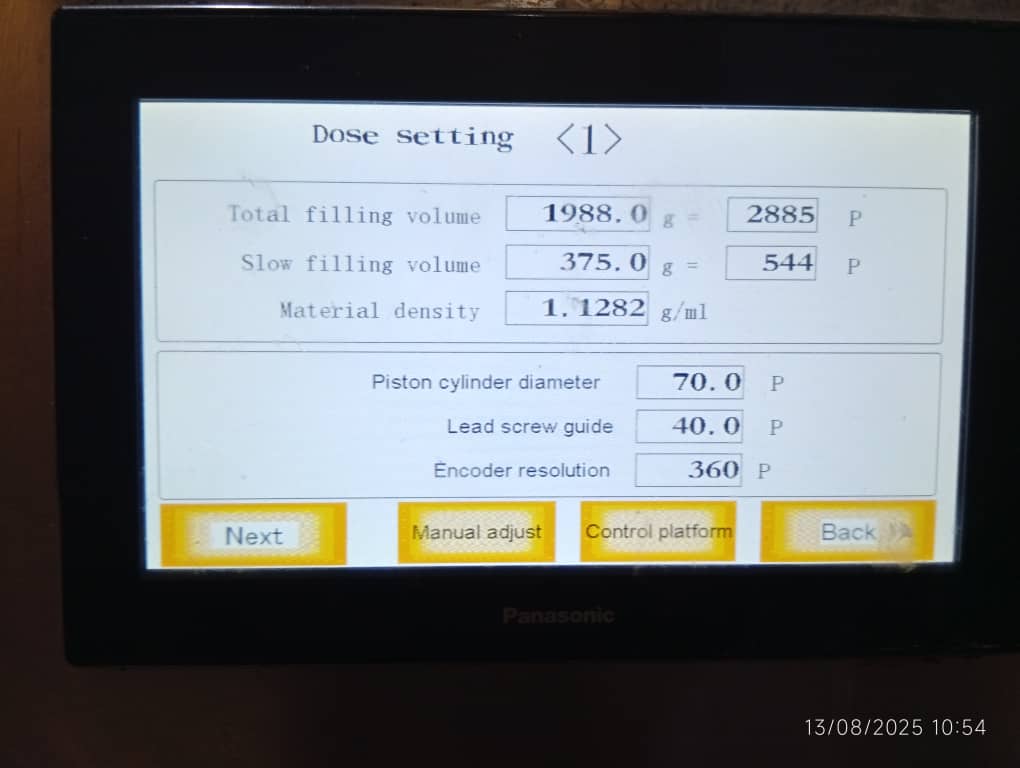 Dose setting <1>
Total filling volume 1988.0 g = 2885 P
Slow filling volume 375.0 g = 544 P
Material density 1.1282 g/ml
Piston cylinder diameter 70.0 P
Lead screw guide 40.0 P
Encoder resolution 360 P
Next Manual adjust Control platform Back
Panasonic
13/08/2025 10:54